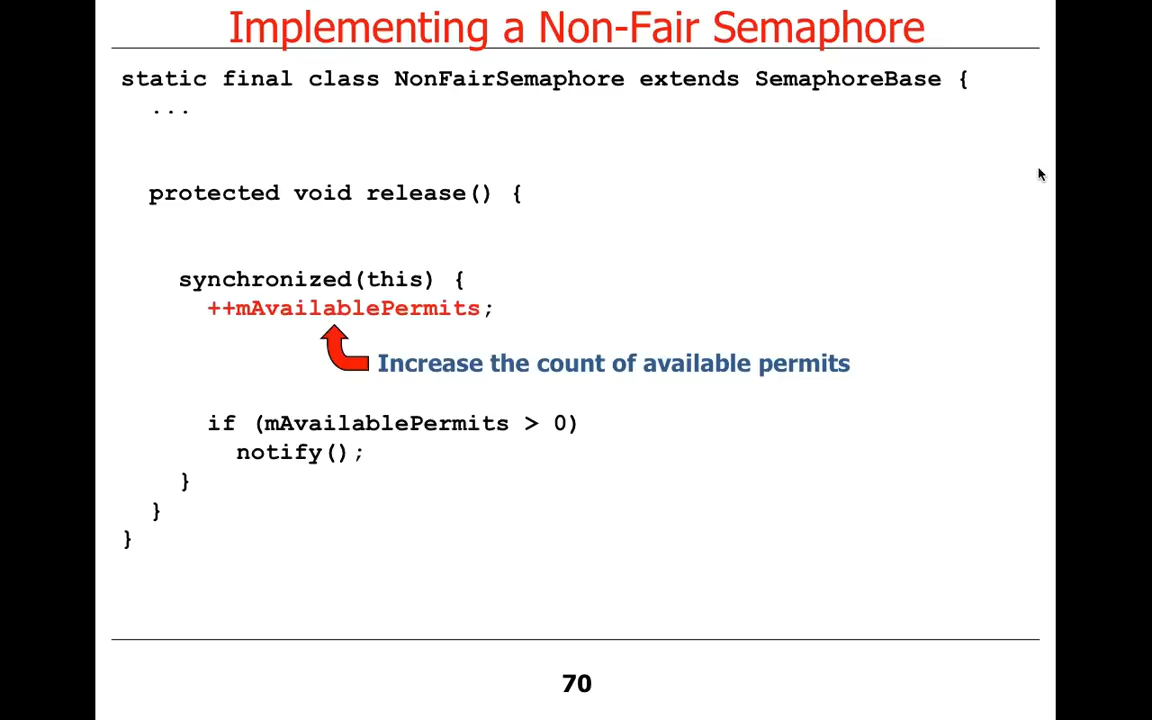 Implementing a Non-Fair Semaphore
static final class NonFairSemaphore extends SemaphoreBase {
...
protected void release() {
synchronized(this) {
++mAvailablePermits;
Increase the count of available permits
if (mAvailablePermits > 0)
notify();
}
}
}
70